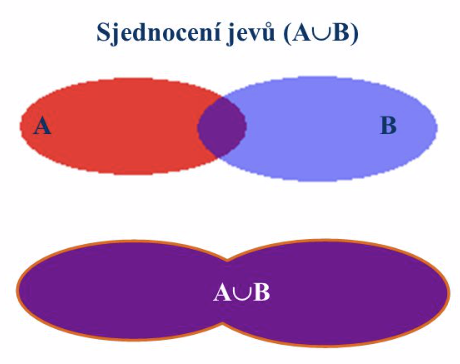 Sjednocení jevů (A∪B)
A B
A∪B